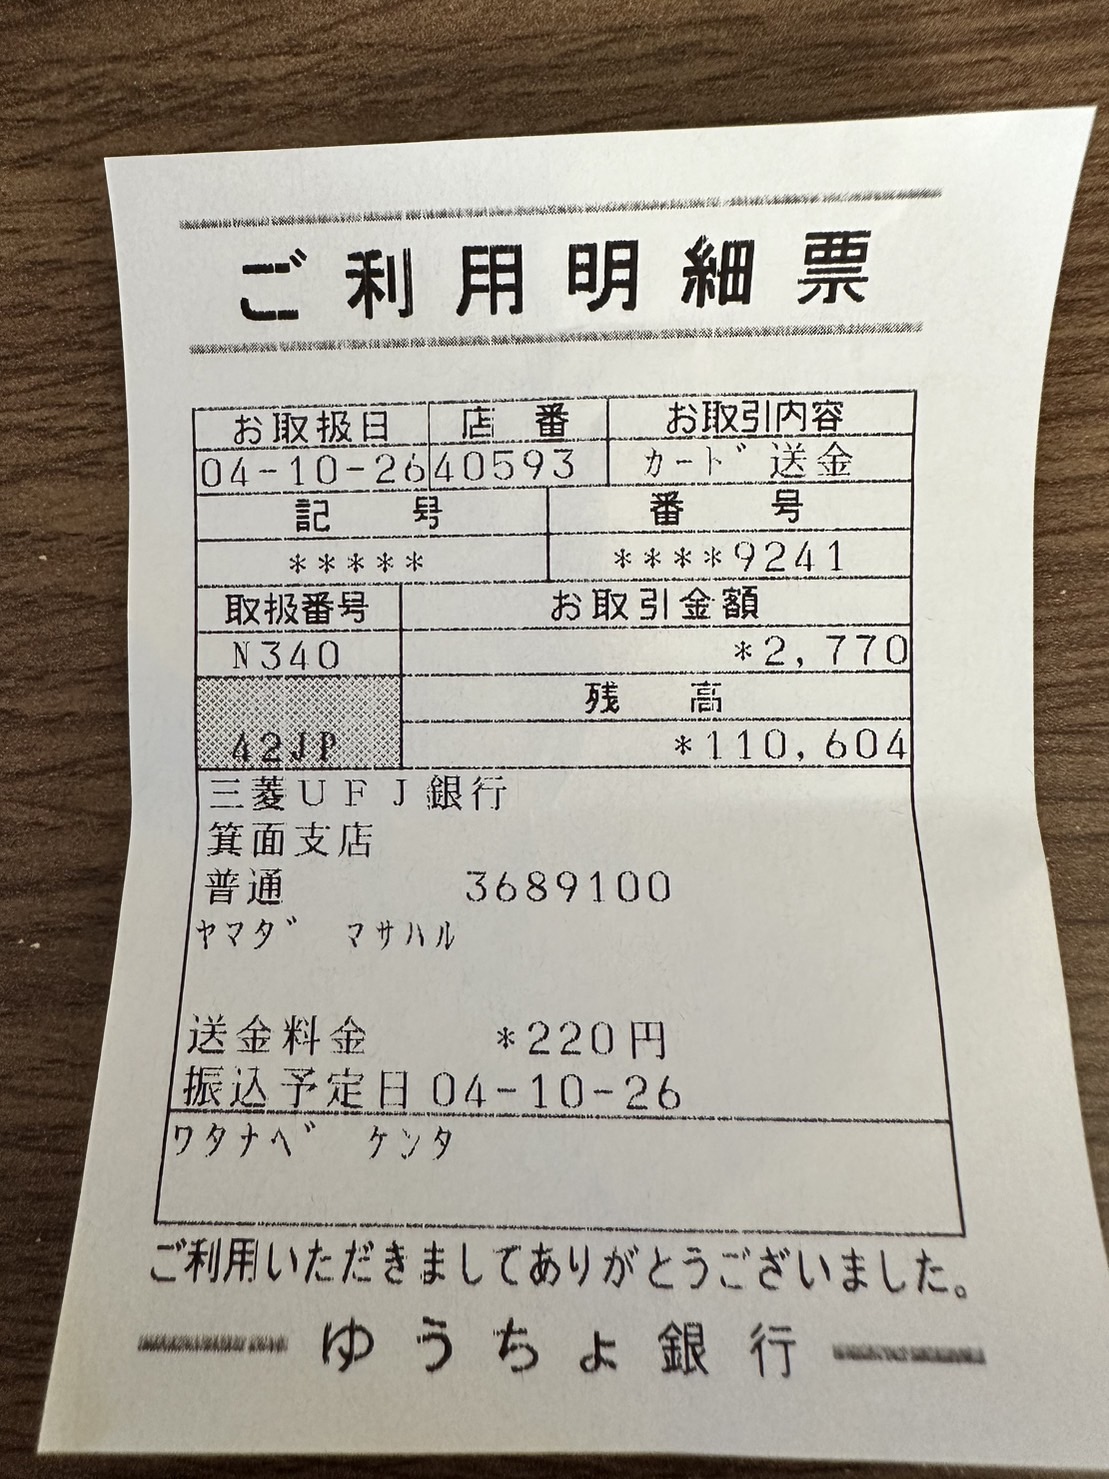 ご利用明細票
お取扱日 店番 お取引内容
04-10-26 40593 カード送金
記号 番号
***** ****9241
取扱番号 お取引金額
N340 *2,770
残高
42JP *110,604
三菱UFJ銀行
箕面支店
普通 3689100
ヤマダ マサハル
送金料金 *220円
振込予定日04-10-26
ワタナベ ケンタ
ご利用いただきましてありがとうございました。
ゆうちょ銀行